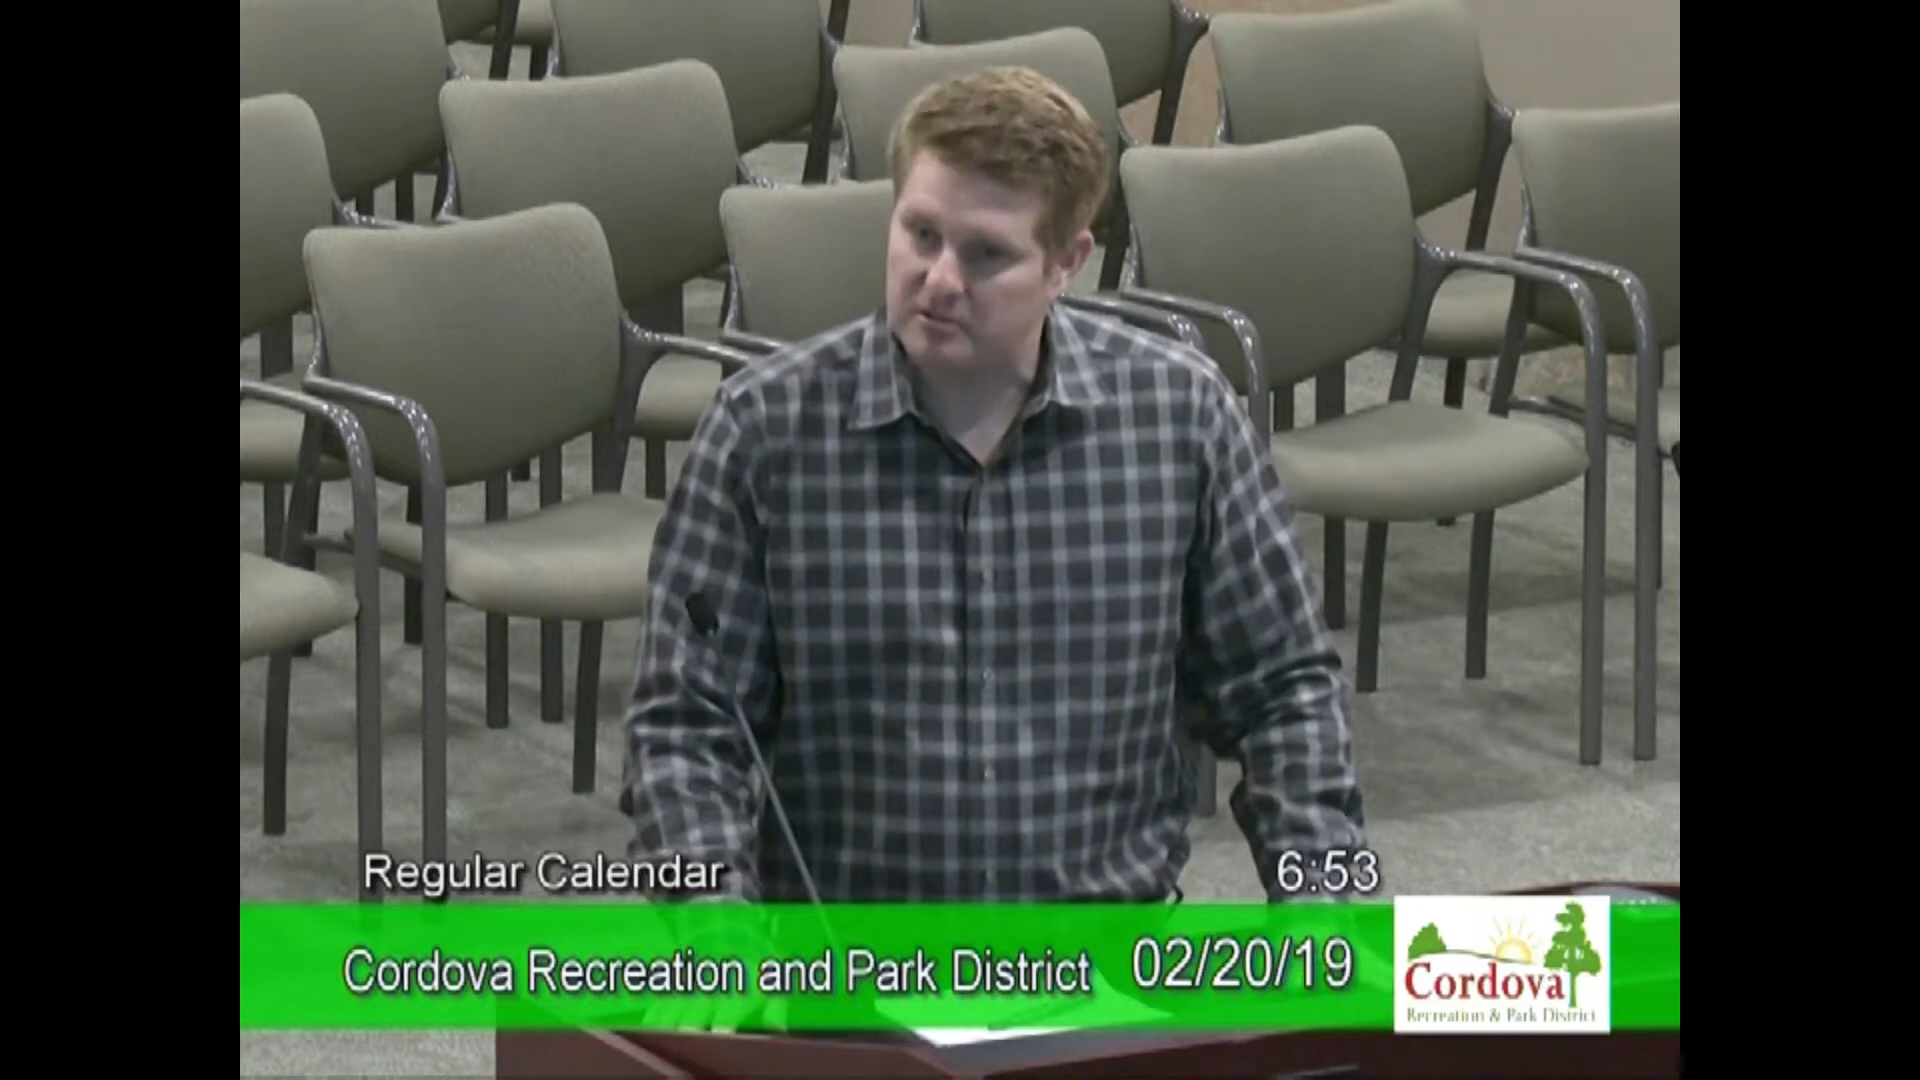 Regular Calendar 6:53
Cordova Recreation and Park District 02/20/19
Cordova
Recreation & Park District